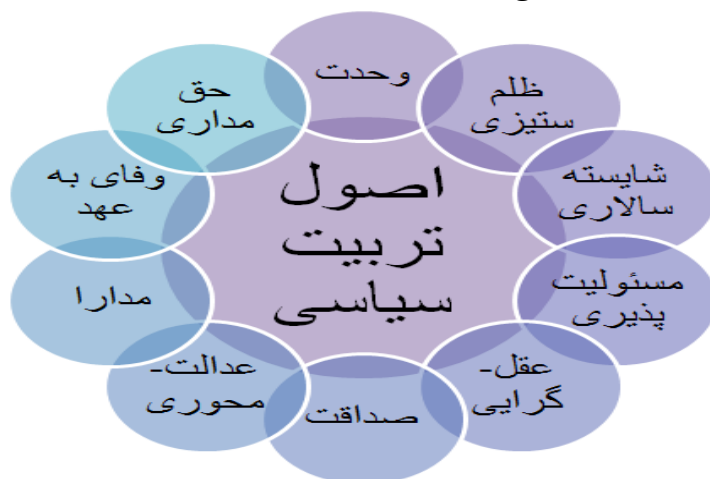 اصول
تربیت
سیاسی
وحدت
ظلم
ستیزی
شایسته
سالاری
مسئولیت
پذیری
عقل-
گرایی
صداقت
عدالت-
محوری
مدارا
وفای به
عهد
حق
مداری